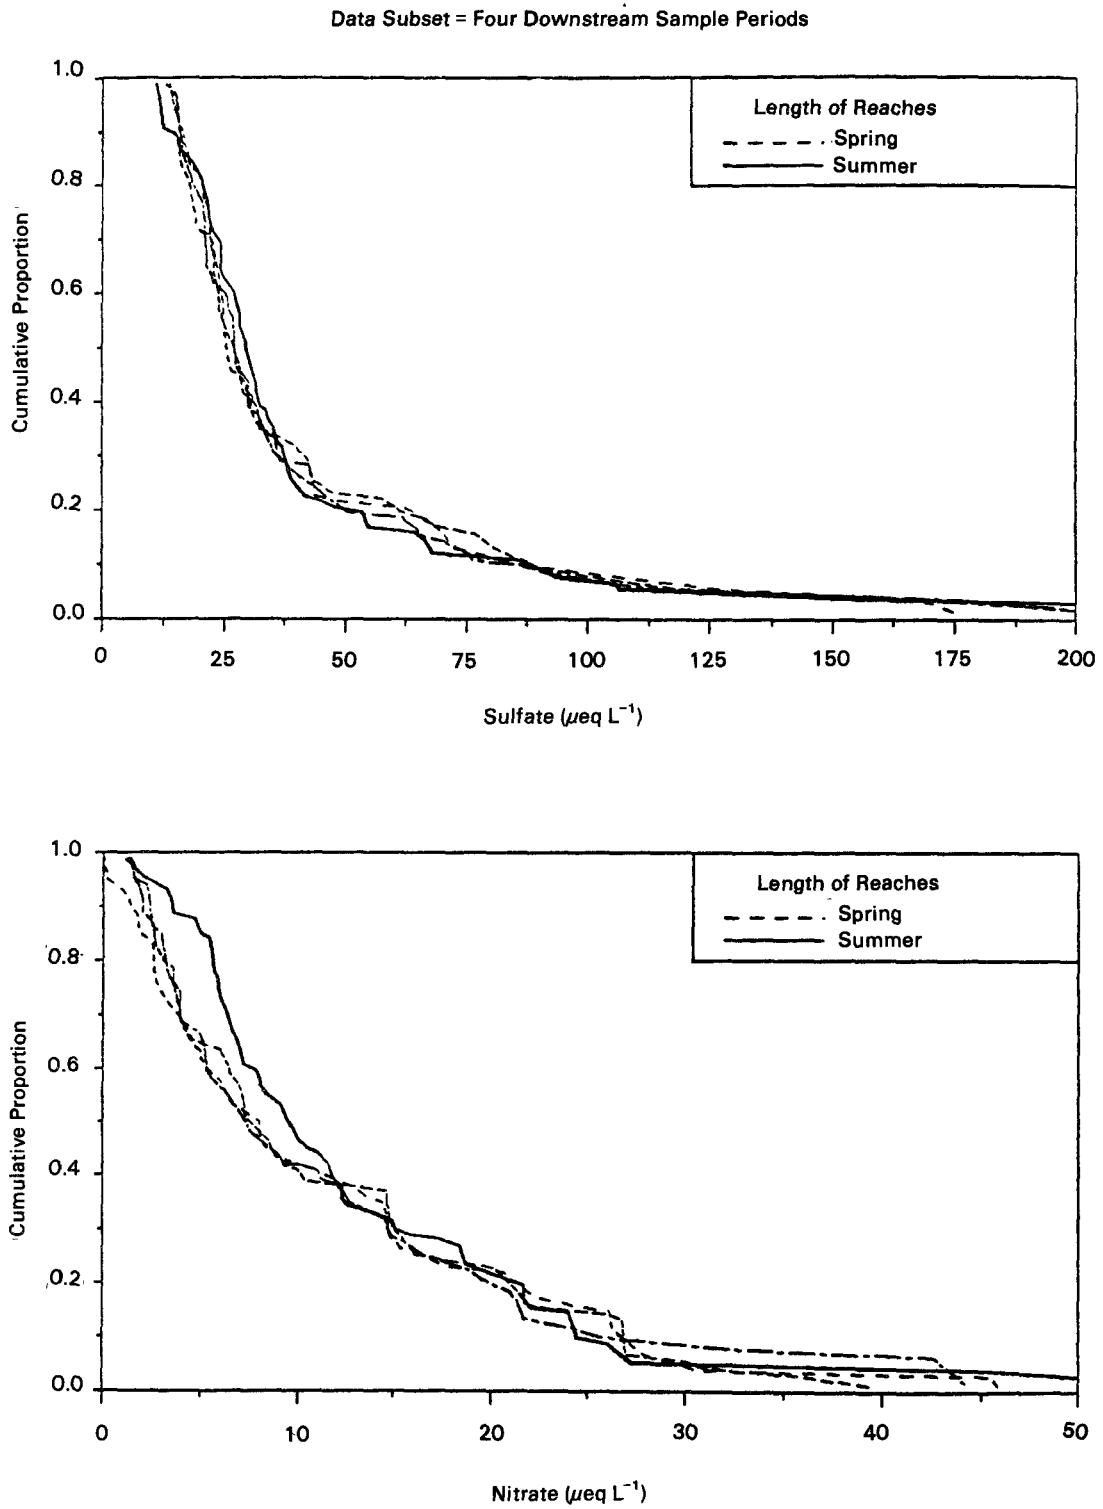 Data Subset = Four Downstream Sample Periods
1.0
0.8
0.6
0.4
0.2
0.0
Cumulative Proportion
Length of Reaches
Spring
Summer
0 25 50 75 100 125 150 175 200
Sulfate (μeq L⁻¹)
1.0
0.8
0.6
0.4
0.2
0.0
Cumulative Proportion
Length of Reaches
Spring
Summer
0 10 20 30 40 50
Nitrate (μeq L⁻¹)